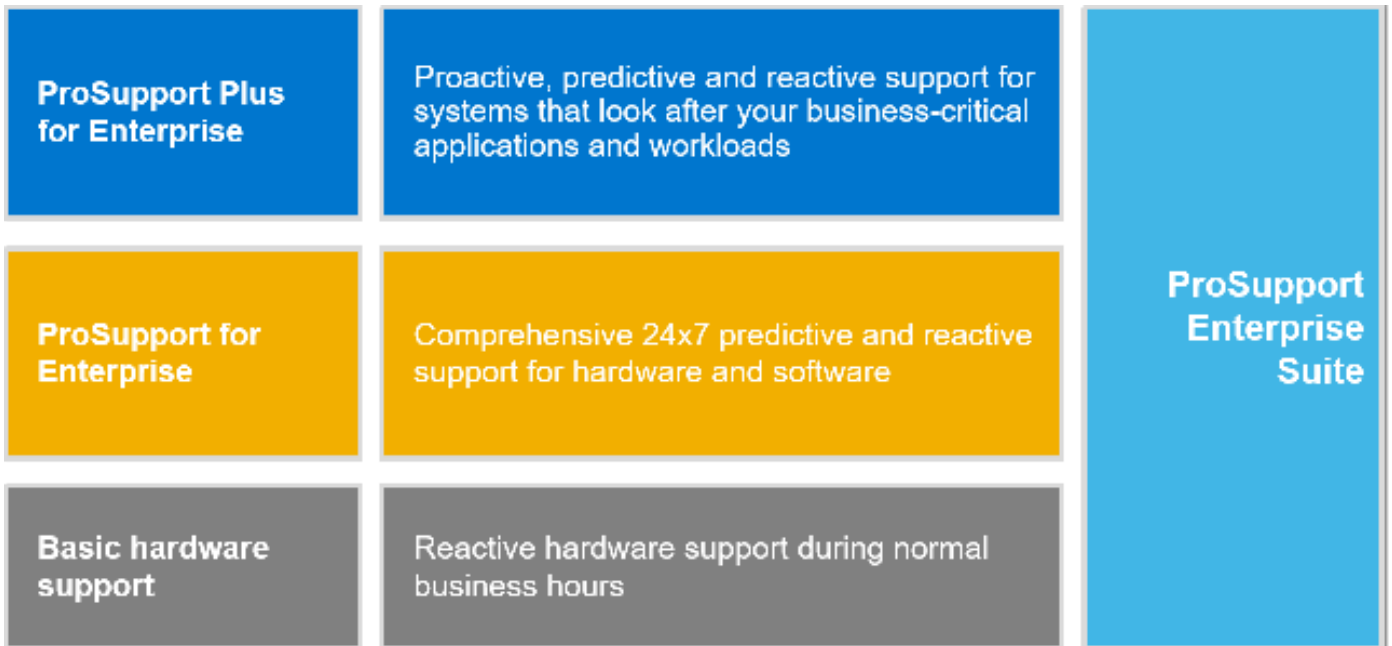 ProSupport Plus
for Enterprise
Proactive, predictive and reactive support for
systems that look after your business-critical
applications and workloads
ProSupport for
Enterprise
Comprehensive 24x7 predictive and reactive
support for hardware and software
Basic hardware
support
Reactive hardware support during normal
business hours
ProSupport
Enterprise
Suite